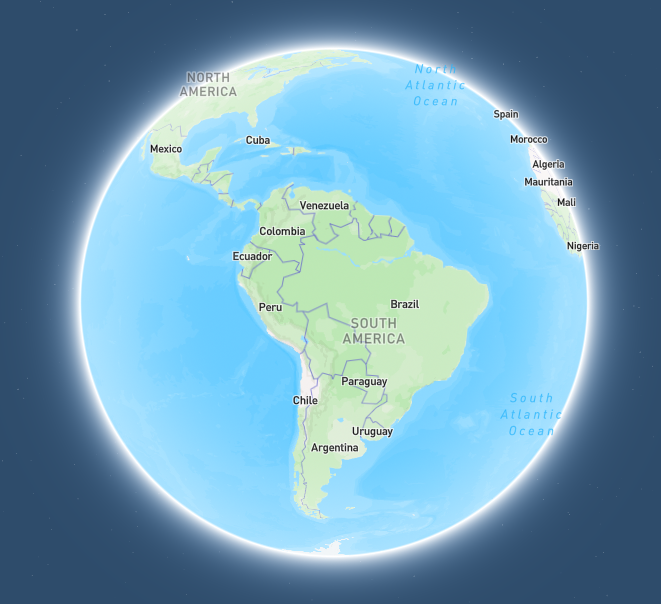 North
Atlantic
Ocean
NORTH
AMERICA
Spain
Morocco
Cuba
Mexico
Algeria
Mauritania
Mali
Venezuela
Colombia
Nigeria
Ecuador
Brazil
Peru
SOUTH
AMERICA
Paraguay
Chile
South
Atlantic
Ocean
Uruguay
Argentina